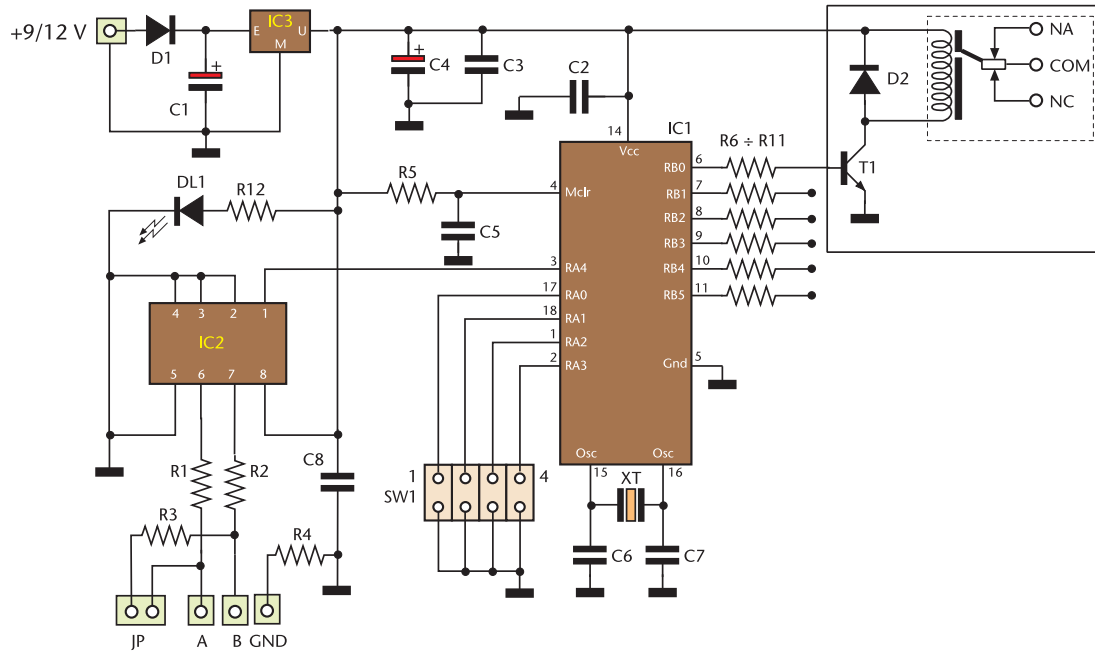 +9/12 V
D1
+
C1
E
IC3
U
M
+
C4
C3
C2
D2
NA
COM
NC
T1
IC1
R6 ÷ R11
14
Vcc
4
Mclr
3
RA4
17
RA0
18
RA1
1
RA2
2
RA3
6
RB0
7
RB1
8
RB2
9
RB3
10
RB4
11
RB5
5
Gnd
Osc
Osc
15
16
XT
C6
C7
R5
C5
DL1
R12
4
3
2
1
IC2
5
6
7
8
R1
R2
C8
R3
R4
1
4
SW1
JP
A
B
GND